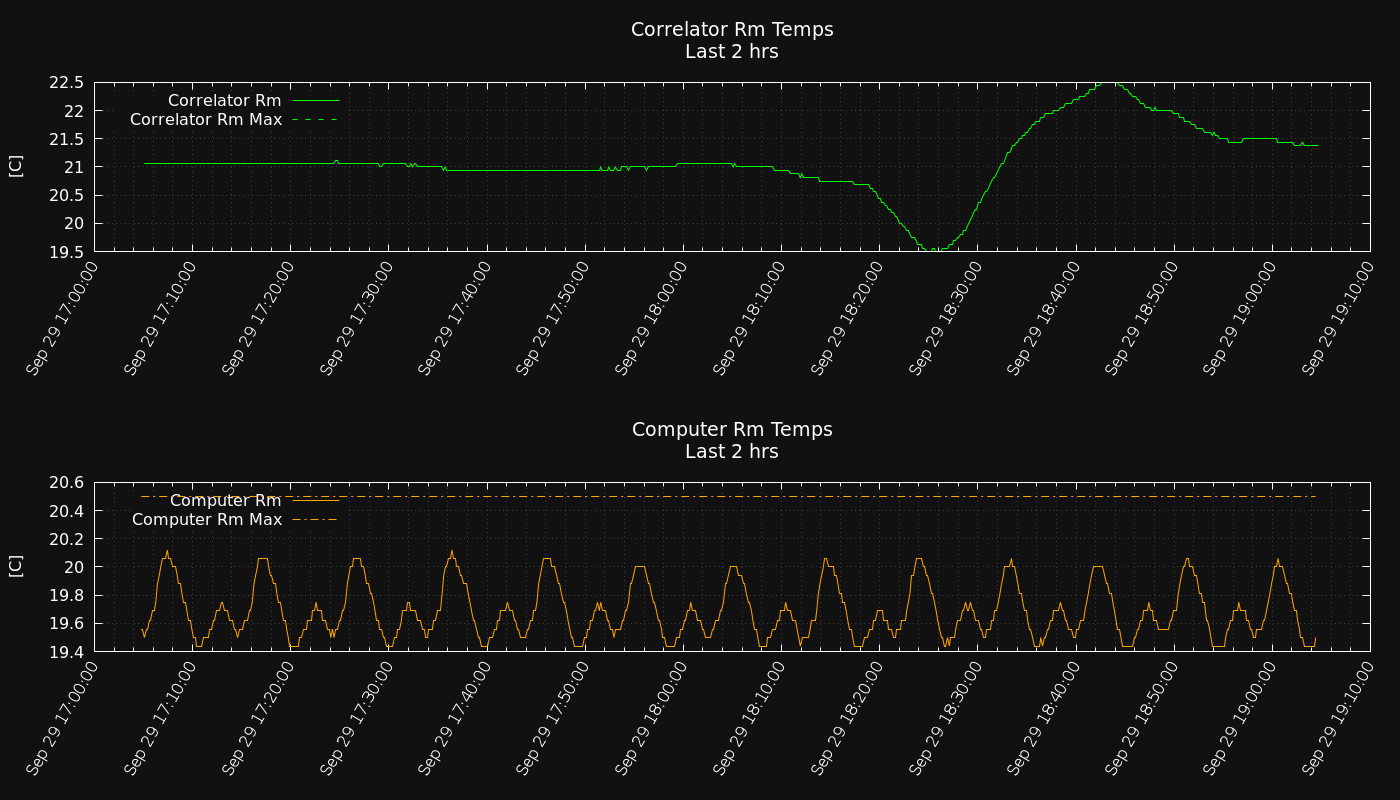 Correlator Rm Temps
Last 2 hrs
22.5
22
21.5
21
20.5
20
19.5
[C]
Correlator Rm
Correlator Rm Max
Sep 29 17:00:00
Sep 29 17:10:00
Sep 29 17:20:00
Sep 29 17:30:00
Sep 29 17:40:00
Sep 29 17:50:00
Sep 29 18:00:00
Sep 29 18:10:00
Sep 29 18:20:00
Sep 29 18:30:00
Sep 29 18:40:00
Sep 29 18:50:00
Sep 29 19:00:00
Sep 29 19:10:00
Computer Rm Temps
Last 2 hrs
20.6
20.4
20.2
20
19.8
19.6
19.4
[C]
Computer Rm
Computer Rm Max
Sep 29 17:00:00
Sep 29 17:10:00
Sep 29 17:20:00
Sep 29 17:30:00
Sep 29 17:40:00
Sep 29 17:50:00
Sep 29 18:00:00
Sep 29 18:10:00
Sep 29 18:20:00
Sep 29 18:30:00
Sep 29 18:40:00
Sep 29 18:50:00
Sep 29 19:00:00
Sep 29 19:10:00